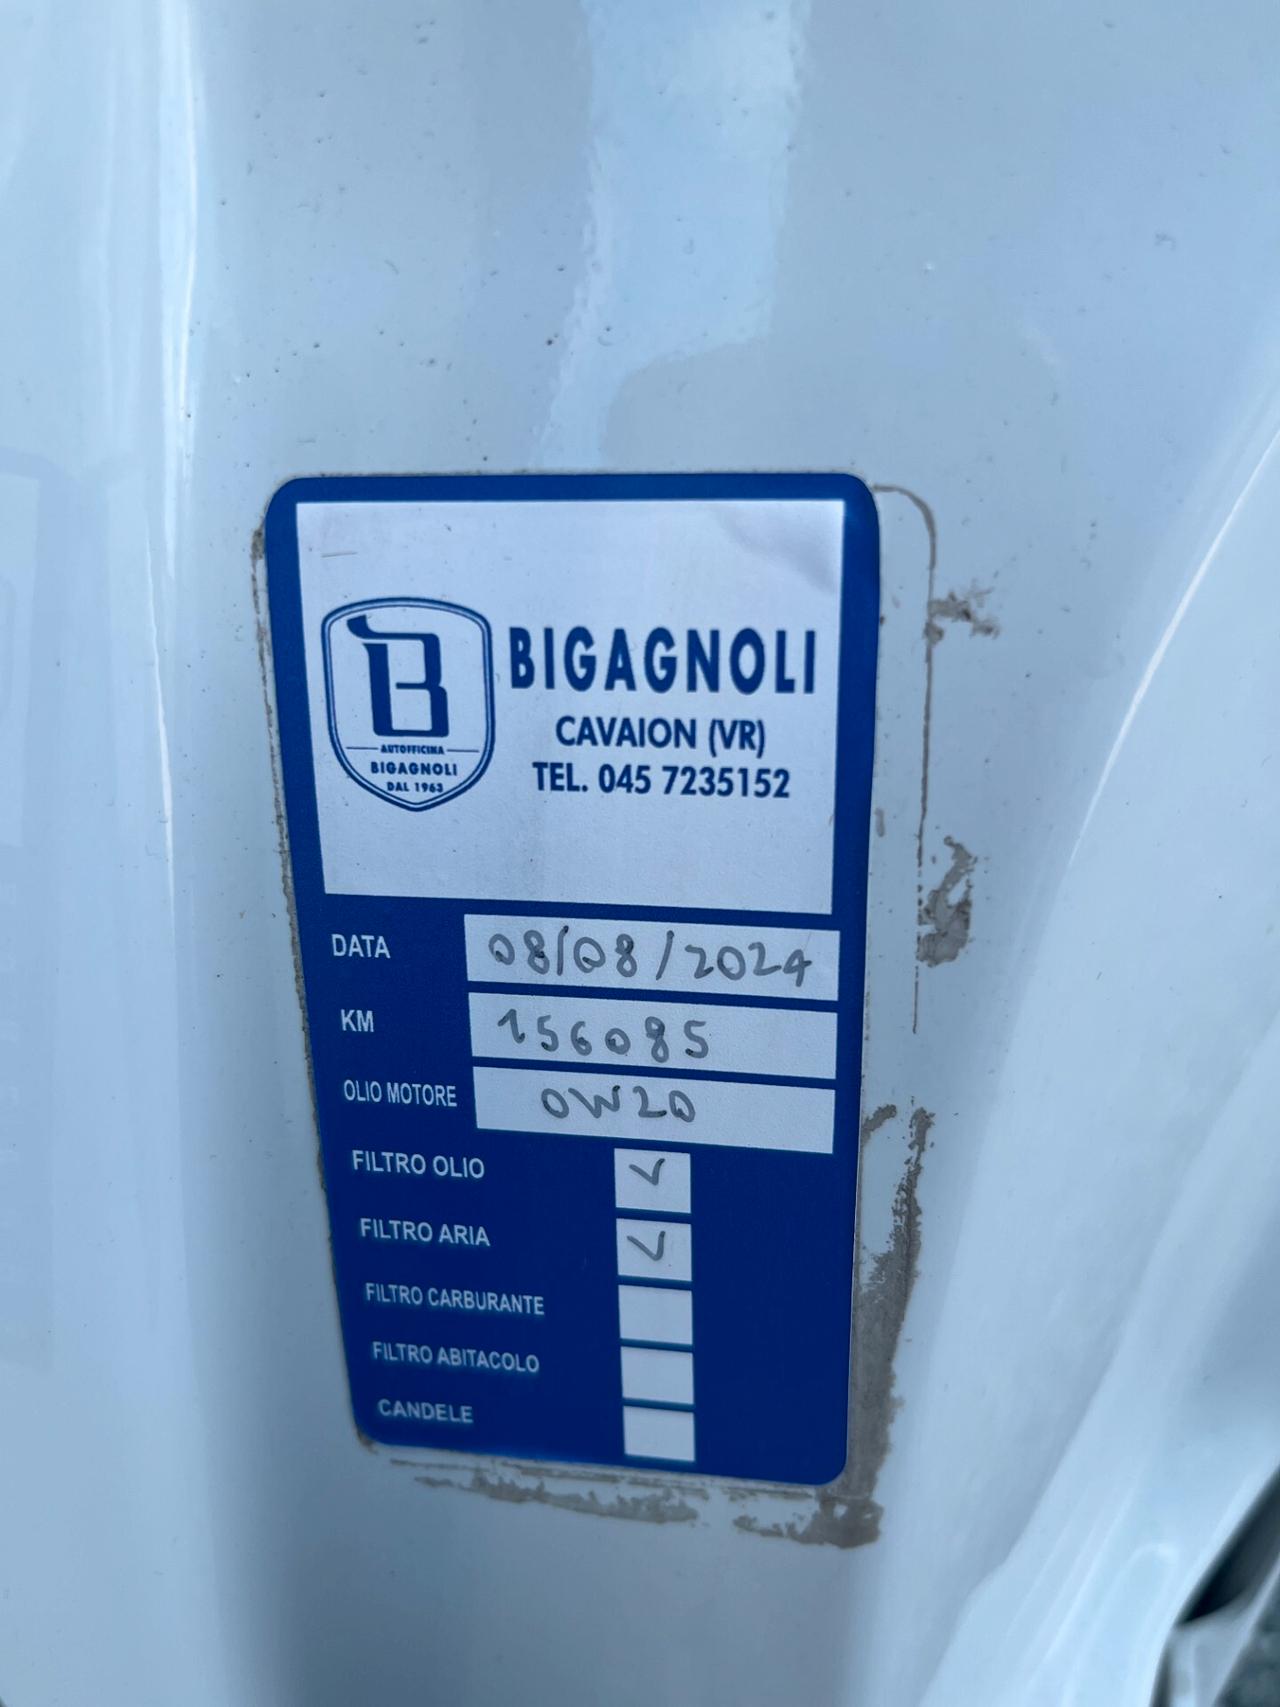 B
AUTOFFICINA
BIGAGNOLI
DAL 1963
BIGAGNOLI
CAVAION (VR)
TEL. 045 7235152
DATA 08/08/2024
KM 156085
OLIO MOTORE 0W20
FILTRO OLIO V
FILTRO ARIA V
FILTRO CARBURANTE
FILTRO ABITACOLO
CANDELE